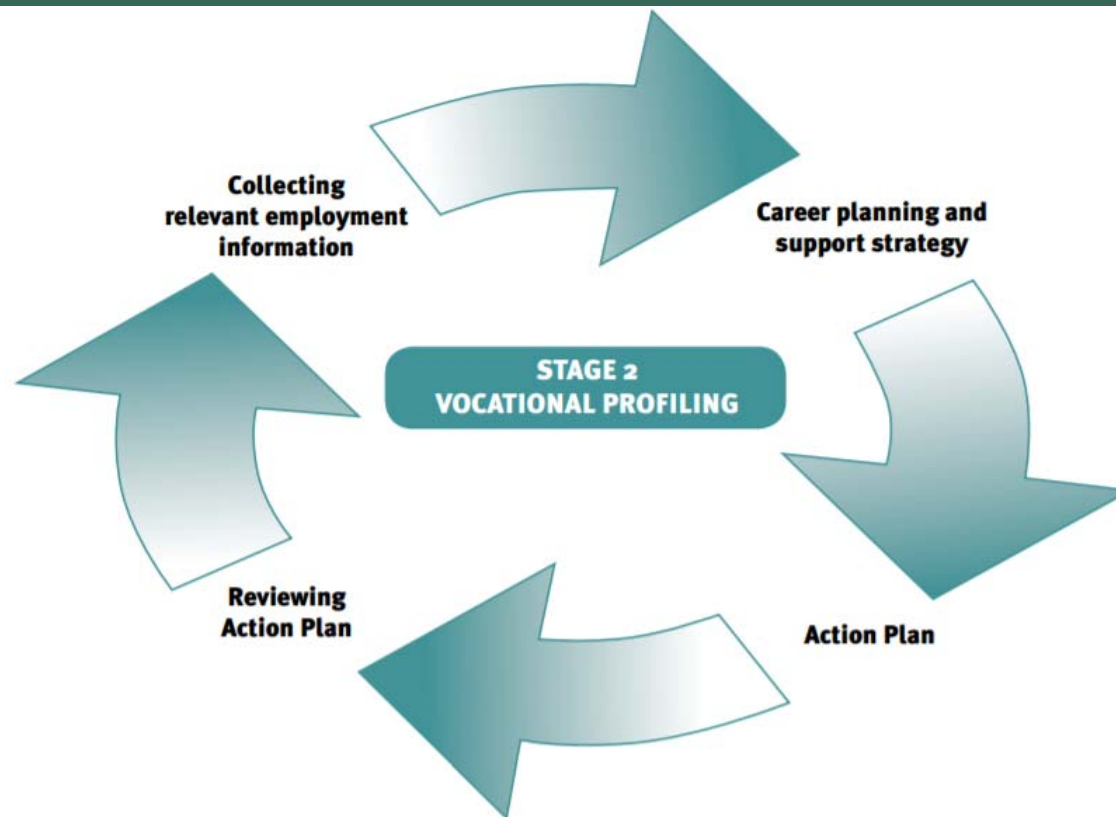 Collecting
relevant employment
information
Career planning and
support strategy
STAGE 2
VOCATIONAL PROFILING
Reviewing
Action Plan
Action Plan